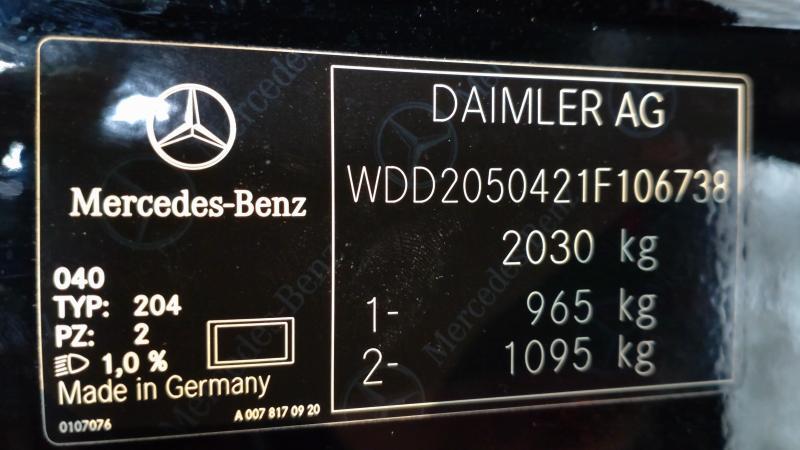 Mercedes-Benz
040
TYP: 204
PZ: 2
1,0 %
Made in Germany
0107076
A 007 817 09 20
DAIMLER AG
WDD2050421F106738
2030 kg
1- 965 kg
2- 1095 kg